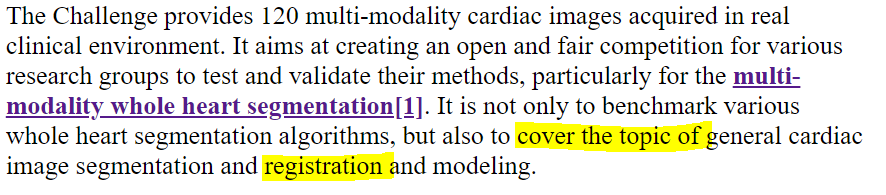 The Challenge provides 120 multi-modality cardiac images acquired in real
clinical environment. It aims at creating an open and fair competition for various
research groups to test and validate their methods, particularly for the multi-
modality whole heart segmentation[1]. It is not only to benchmark various
whole heart segmentation algorithms, but also to cover the topic of general cardiac
image segmentation and registration and modeling.